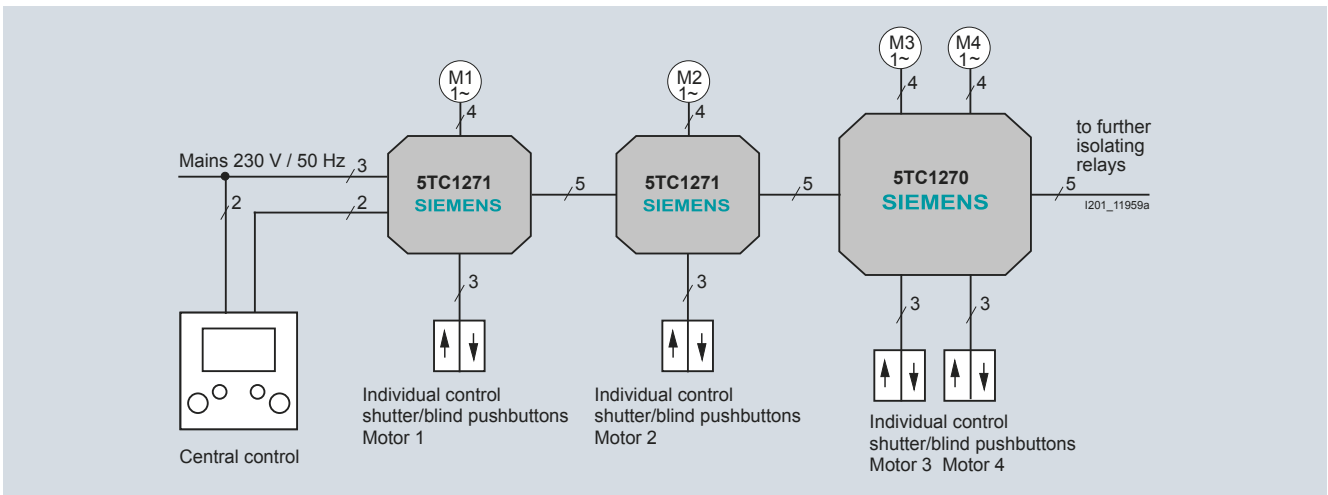 M1
1~
M2
1~
M3
1~
M4
1~
4
4
4
4
Mains 230 V / 50 Hz
3
2
2
5TC1271
SIEMENS
5
5TC1271
SIEMENS
5
5TC1270
SIEMENS
to further
isolating
relays
5
I201_11959a
3
3
3
3
Individual control
shutter/blind pushbuttons
Motor 1
Individual control
shutter/blind pushbuttons
Motor 2
Individual control
shutter/blind pushbuttons
Motor 3 Motor 4
Central control